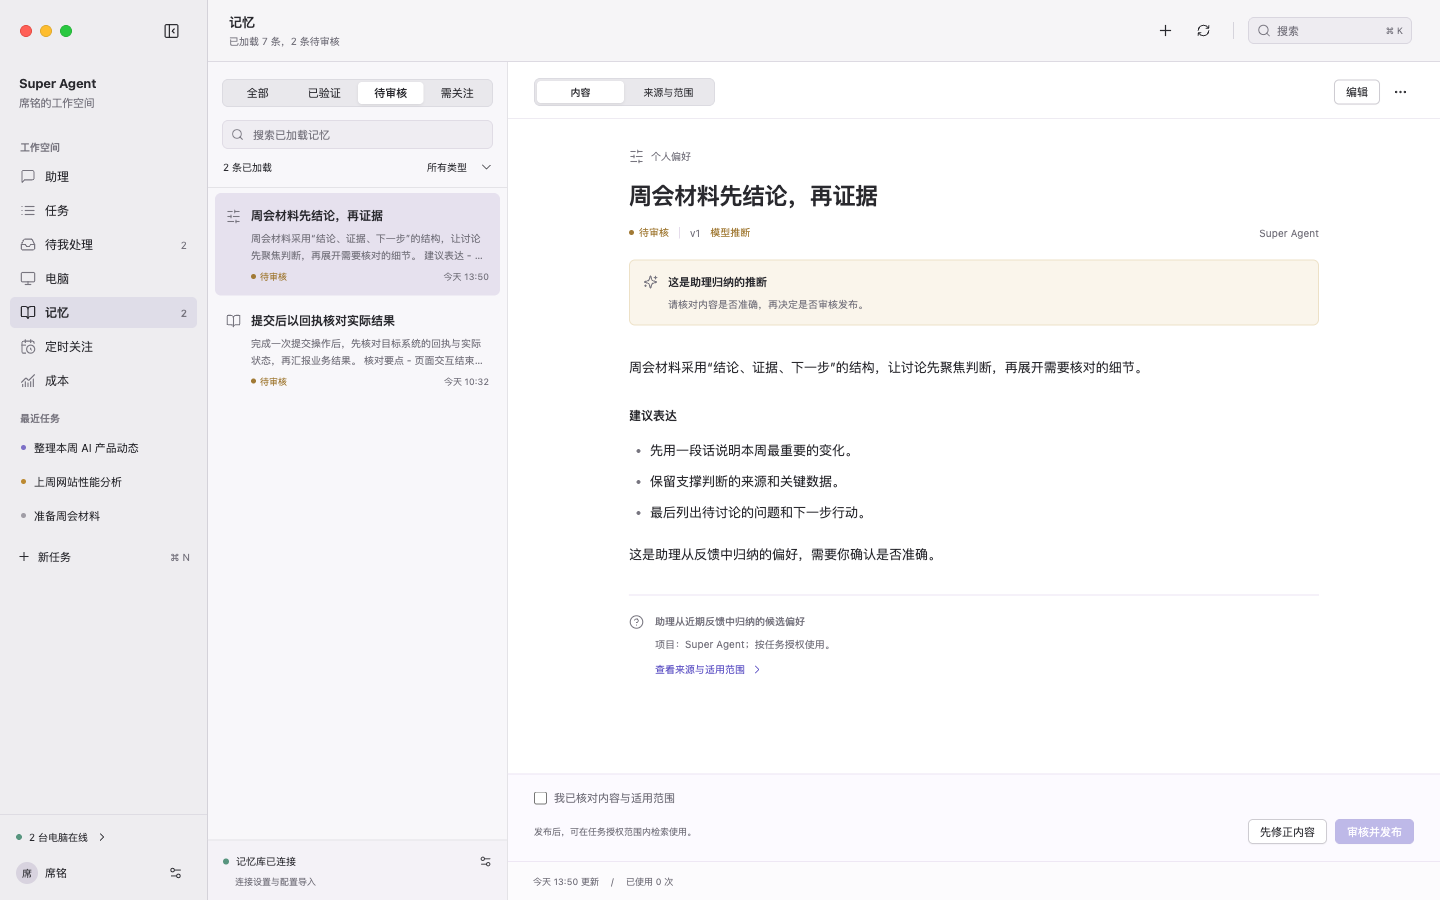 Super Agent
席铭的工作空间
工作空间
助理
任务
待我处理 2
电脑
记忆 2
定时关注
成本
最近任务
整理本周 AI 产品动态
上周网站性能分析
准备周会材料
新任务 ⌘ N
2 台电脑在线
席 席铭
记忆
已加载 7 条，2 条待审核
搜索 ⌘ K
全部 已验证 待审核 需关注
搜索已加载记忆
2 条已加载 所有类型
周会材料先结论，再证据
周会材料采用“结论、证据、下一步”的结构，让讨论
先聚焦判断，再展开需要核对的细节。 建议表达 - ...
待审核 今天 13:50
提交后以回执核对实际结果
完成一次提交操作后，先核对目标系统的回执与实际
状态，再汇报业务结果。 核对要点 - 页面交互结束...
待审核 今天 10:32
记忆库已连接
连接设置与配置导入
内容 来源与范围
编辑
个人偏好
周会材料先结论，再证据
待审核 v1 模型推断 Super Agent
这是助理归纳的推断
请核对内容是否准确，再决定是否审核发布。
周会材料采用“结论、证据、下一步”的结构，让讨论先聚焦判断，再展开需要核对的细节。
建议表达
• 先用一段话说明本周最重要的变化。
• 保留支撑判断的来源和关键数据。
• 最后列出待讨论的问题和下一步行动。
这是助理从反馈中归纳的偏好，需要你确认是否准确。
助理从近期反馈中归纳的候选偏好
项目：Super Agent；按任务授权使用。
查看来源与适用范围
我已核对内容与适用范围
发布后，可在任务授权范围内检索使用。
先修正内容 审核并发布
今天 13:50 更新 / 已使用 0 次